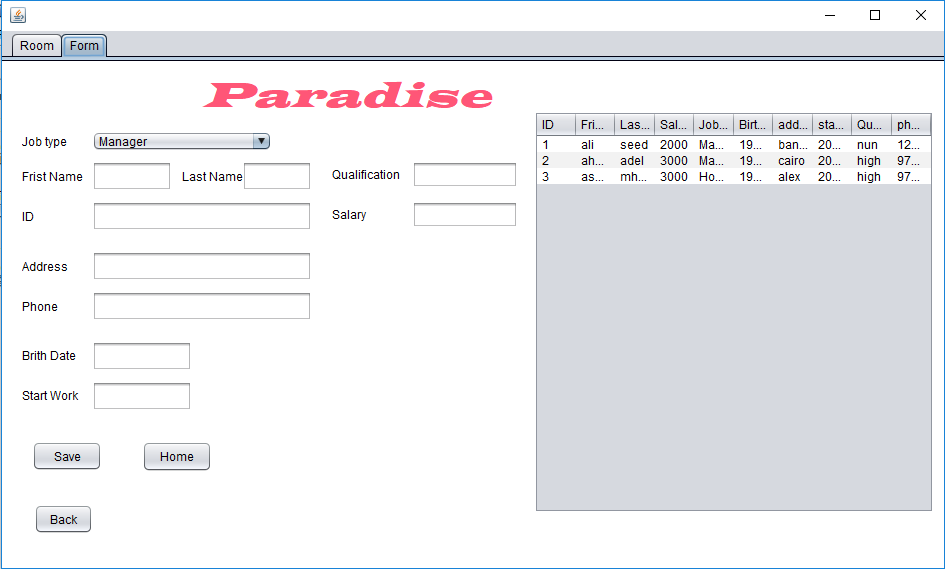 Room Form
Paradise
Job type Manager
Frist Name Last Name Qualification
ID Salary
Address
Phone
Brith Date
Start Work
Save Home
Back
ID Fri... Las... Sal... Job... Birt... add... sta... Qu... ph...
1 ali seed 2000 Ma... 19... ban... 20... nun 12...
2 ah... adel 3000 Ma... 19... cairo 20... high 97...
3 as... mh... 3000 Ho... 19... alex 20... high 97...